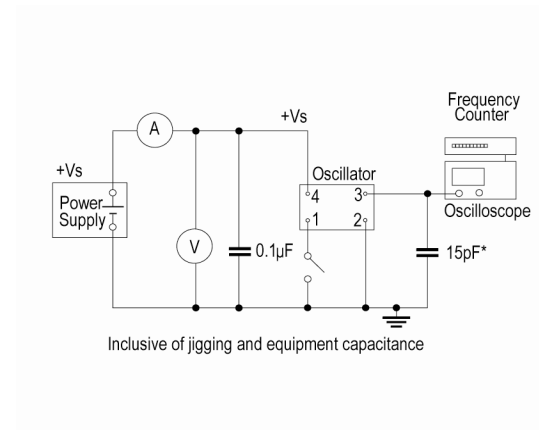 Frequency
Counter
+Vs
A
+Vs
Oscillator
Power
Supply
4
3
1
2
Oscilloscope
V
0.1µF
15pF*
Inclusive of jigging and equipment capacitance